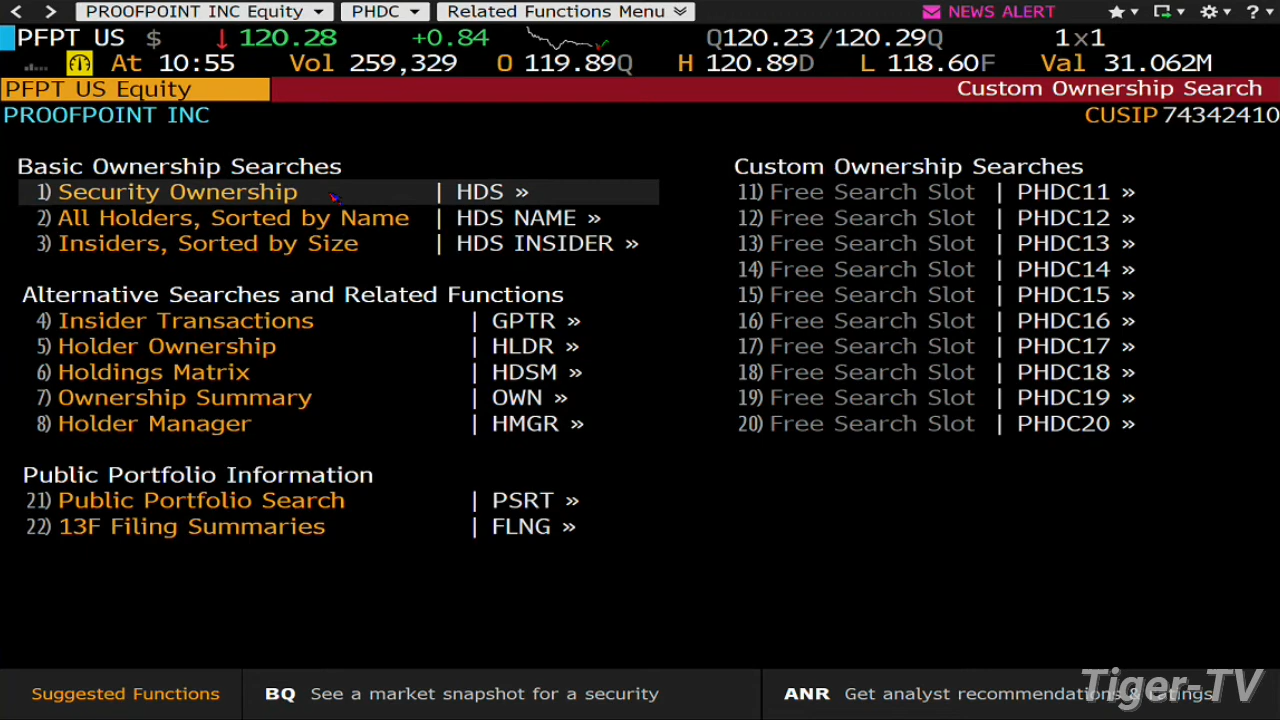 < > PROOFPOINT INC Equity PHDC Related Functions Menu NEWS ALERT ?
PFPT US $ ↓ 120.28 +0.84 Q120.23/120.29Q 1x1
At 10:55 Vol 259,329 O 119.89Q H 120.89D L 118.60F Val 31.062M
PFPT US Equity Custom Ownership Search
PROOFPOINT INC CUSIP 74342410
Basic Ownership Searches
1) Security Ownership | HDS »
2) All Holders, Sorted by Name | HDS NAME »
3) Insiders, Sorted by Size | HDS INSIDER »
Alternative Searches and Related Functions
4) Insider Transactions | GPTR »
5) Holder Ownership | HLDR »
6) Holdings Matrix | HDSM »
7) Ownership Summary | OWN »
8) Holder Manager | HMGR »
Public Portfolio Information
21) Public Portfolio Search | PSRT »
22) 13F Filing Summaries | FLNG »
Custom Ownership Searches
11) Free Search Slot | PHDC11 »
12) Free Search Slot | PHDC12 »
13) Free Search Slot | PHDC13 »
14) Free Search Slot | PHDC14 »
15) Free Search Slot | PHDC15 »
16) Free Search Slot | PHDC16 »
17) Free Search Slot | PHDC17 »
18) Free Search Slot | PHDC18 »
19) Free Search Slot | PHDC19 »
20) Free Search Slot | PHDC20 »
Suggested Functions BQ See a market snapshot for a security ANR Get analyst recommendations & ratings
Tiger-TV